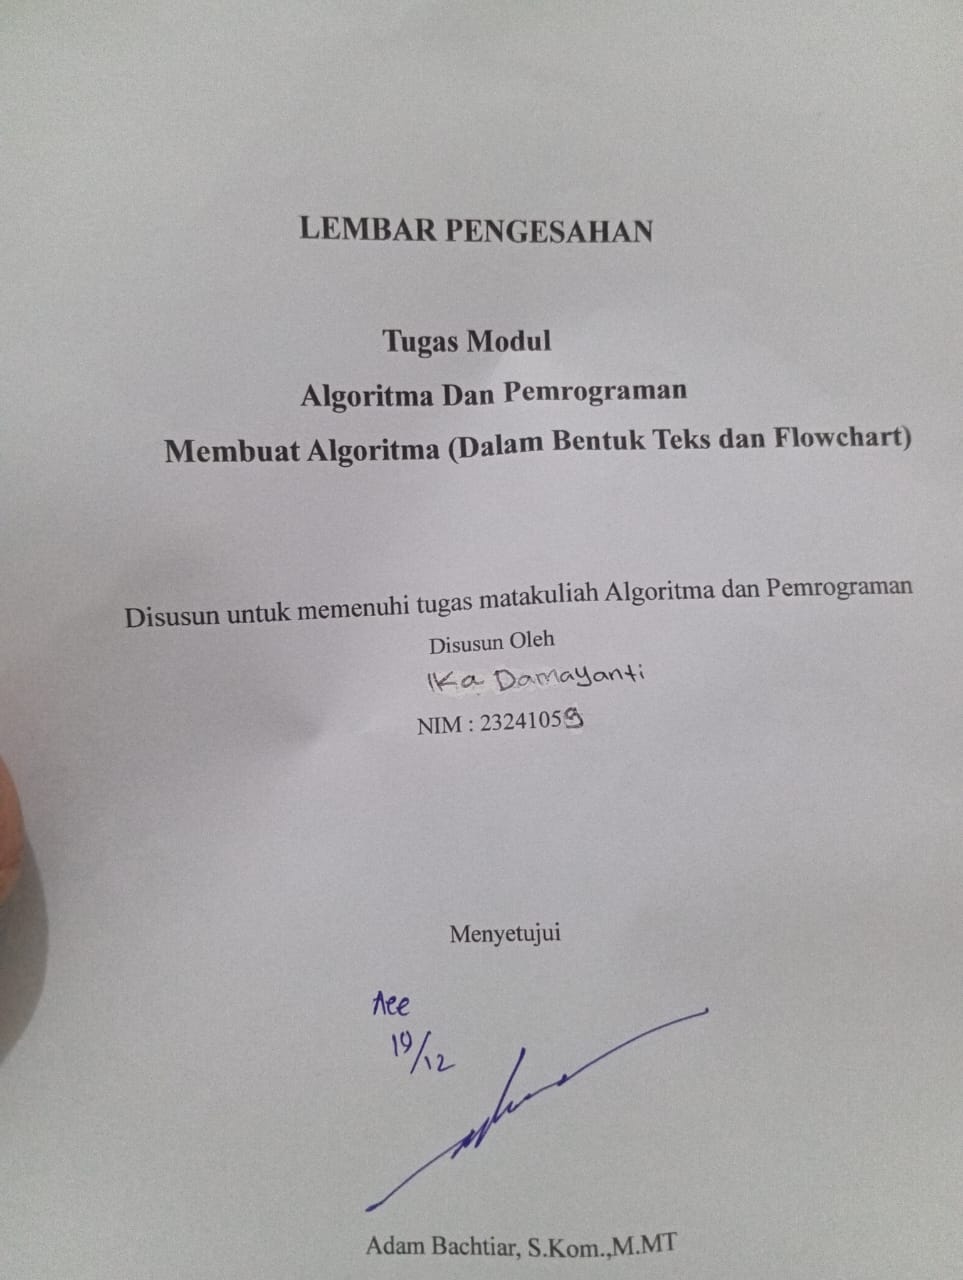 LEMBAR PENGESAHAN
Tugas Modul
Algoritma Dan Pemrograman
Membuat Algoritma (Dalam Bentuk Teks dan Flowchart)
Disusun untuk memenuhi tugas matakuliah Algoritma dan Pemrograman
Disusun Oleh
Ika Damayanti
NIM : 23241059
Menyetujui
Acc
19/12
Adam Bachtiar, S.Kom.,M.MT